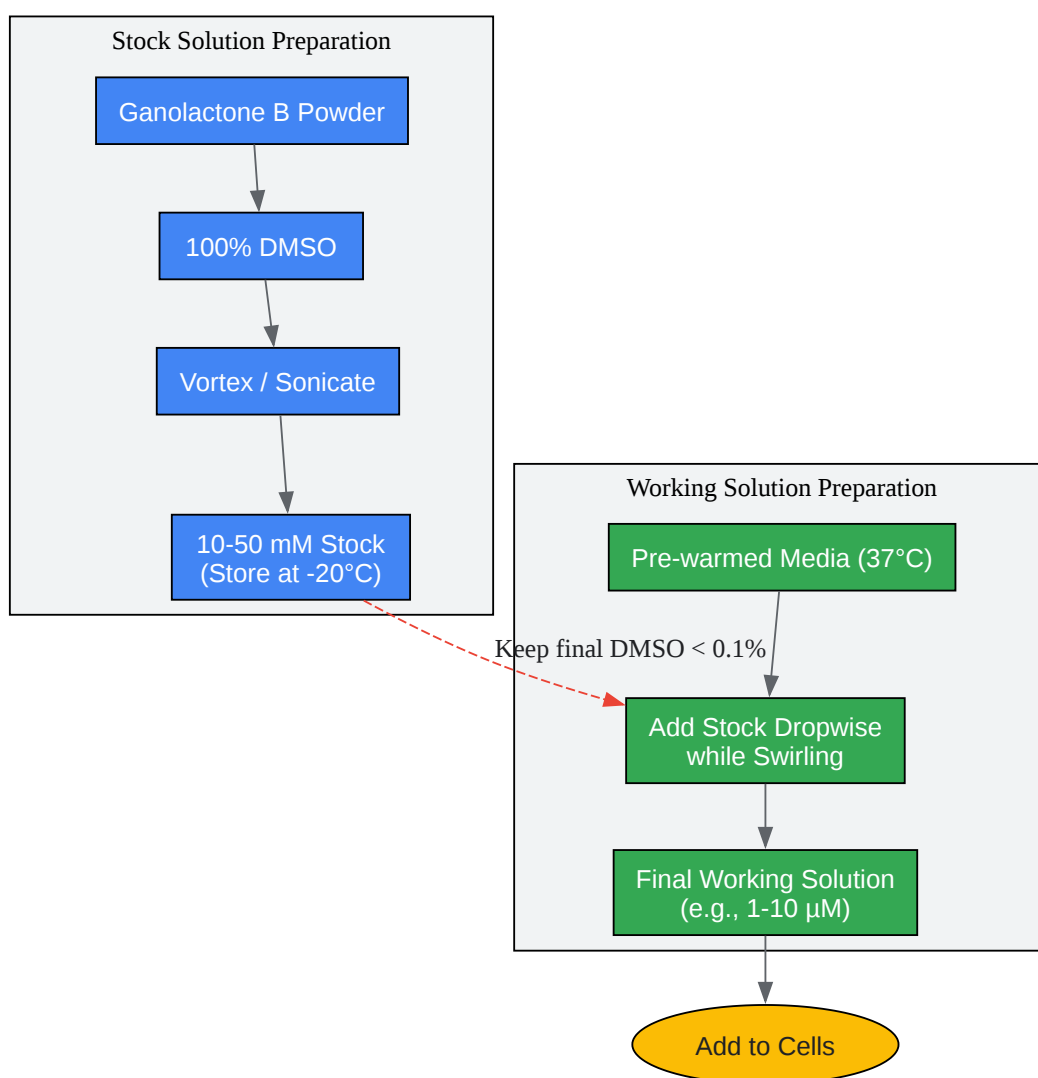 Stock Solution Preparation
Ganolactone B Powder
100% DMSO
Vortex / Sonicate
10-50 mM Stock
(Store at -20°C)
Working Solution Preparation
Pre-warmed Media (37°C)
Keep final DMSO < 0.1%
Add Stock Dropwise
while Swirling
Final Working Solution
(e.g., 1-10 µM)
Add to Cells